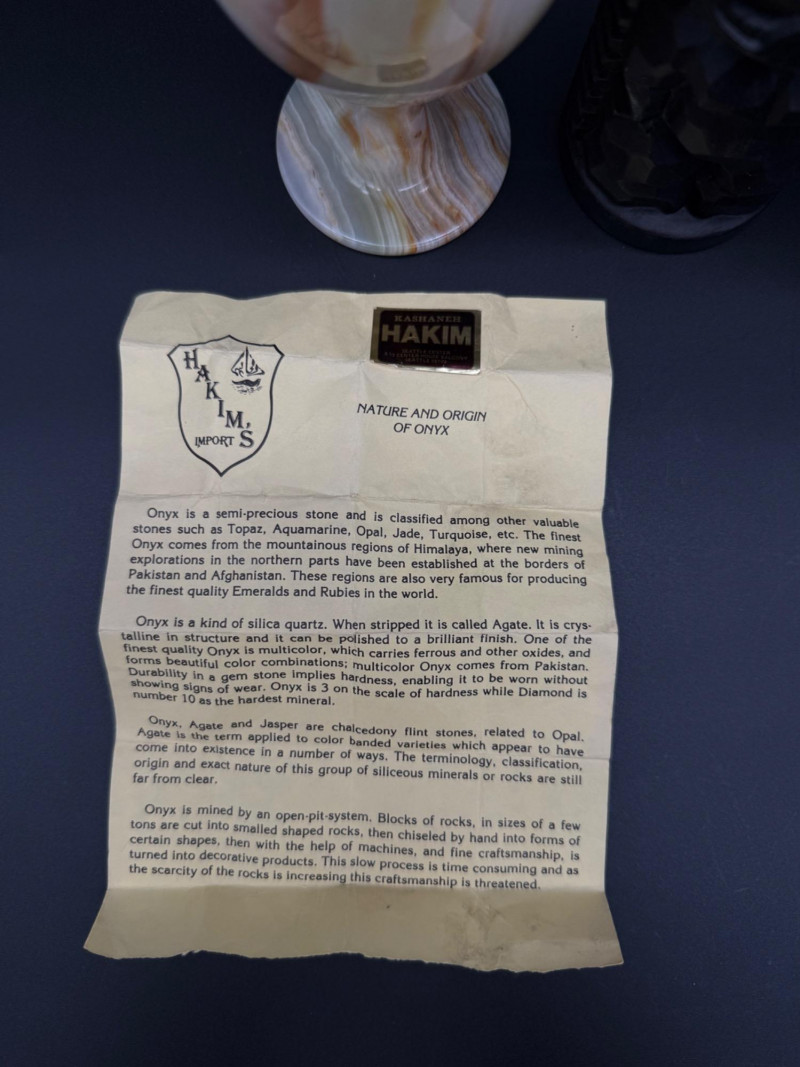 HAKIM,S
IMPORT
KASHANEH
HAKIM
SEATTLE CENTER
NATURE AND ORIGIN
OF ONYX
Onyx is a semi-precious stone and is classified among other valuable
stones such as Topaz, Aquamarine, Opal, Jade, Turquoise, etc. The finest
Onyx comes from the mountainous regions of Himalaya, where new mining
explorations in the northern parts have been established at the borders of
Pakistan and Afghanistan. These regions are also very famous for producing
the finest quality Emeralds and Rubies in the world.
Onyx is a kind of silica quartz. When stripped it is called Agate. It is crys-
talline in structure and it can be polished to a brilliant finish. One of the
finest quality Onyx is multicolor, which carries ferrous and other oxides, and
forms beautiful color combinations; multicolor Onyx comes from Pakistan.
Durability in a gem stone implies hardness, enabling it to be worn without
showing signs of wear. Onyx is 3 on the scale of hardness while Diamond is
number 10 as the hardest mineral.
Onyx, Agate and Jasper are chalcedony flint stones, related to Opal.
Agate is the term applied to color banded varieties which appear to have
come into existence in a number of ways. The terminology, classification,
origin and exact nature of this group of siliceous minerals or rocks are still
far from clear.
Onyx is mined by an open-pit-system. Blocks of rocks, in sizes of a few
tons are cut into smalled shaped rocks, then chiseled by hand into forms of
certain shapes, then with the help of machines, and fine craftsmanship, is
turned into decorative products. This slow process is time consuming and as
the scarcity of the rocks is increasing this craftsmanship is threatened.